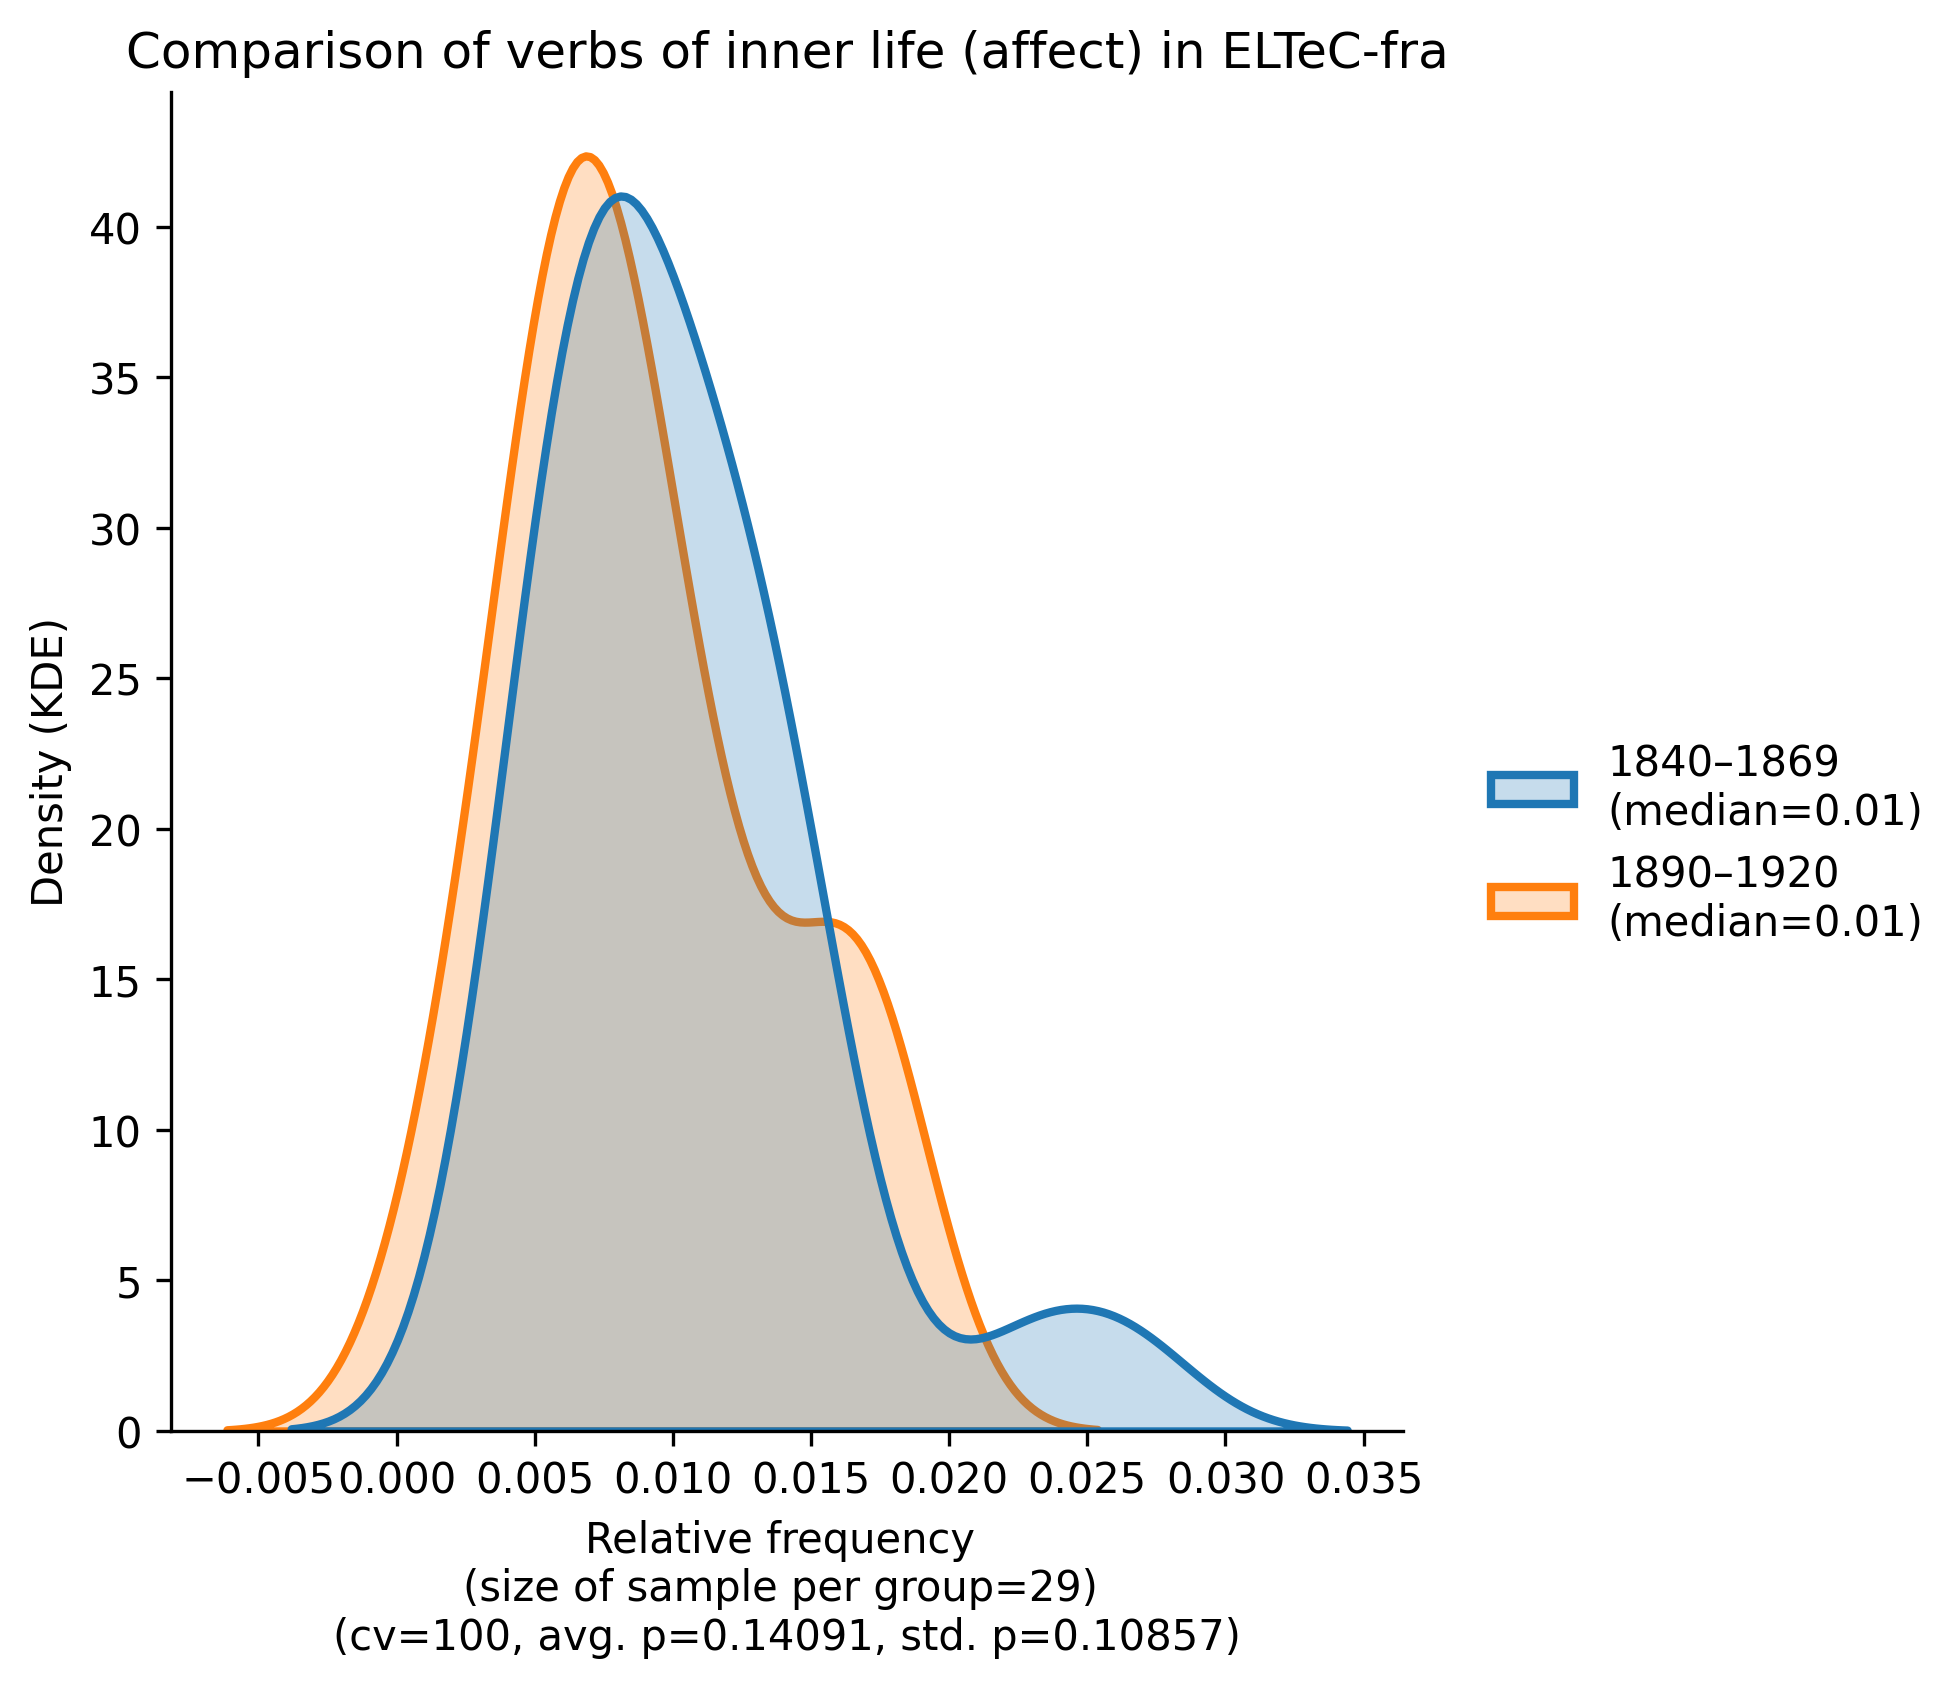 Comparison of verbs of inner life (affect) in ELTeC-fra
Density (KDE)
40
35
30
25
20
15
10
5
0
−0.005 0.000 0.005 0.010 0.015 0.020 0.025 0.030 0.035
Relative frequency
(size of sample per group=29)
(cv=100, avg. p=0.14091, std. p=0.10857)
1840–1869
(median=0.01)
1890–1920
(median=0.01)